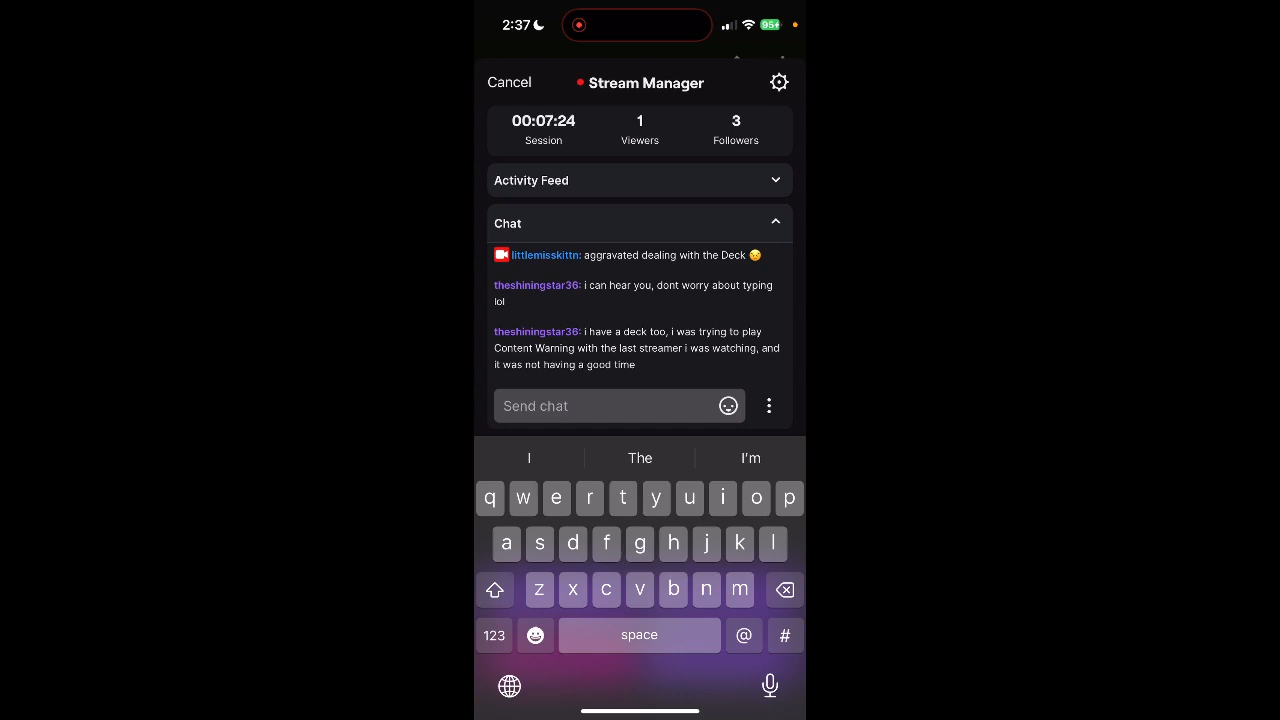 2:37
95+
Cancel
Stream Manager
00:07:24
1
3
Session
Viewers
Followers
Activity Feed
Chat
littlemisskittn: aggravated dealing with the Deck 😒
theshiningstar36: i can hear you, dont worry about typing
lol
theshiningstar36: i have a deck too, i was trying to play
Content Warning with the last streamer i was watching, and
it was not having a good time
Send chat
I
The
I'm
q w e r t y u i o p
a s d f g h j k l
z x c v b n m
123
space
@
#